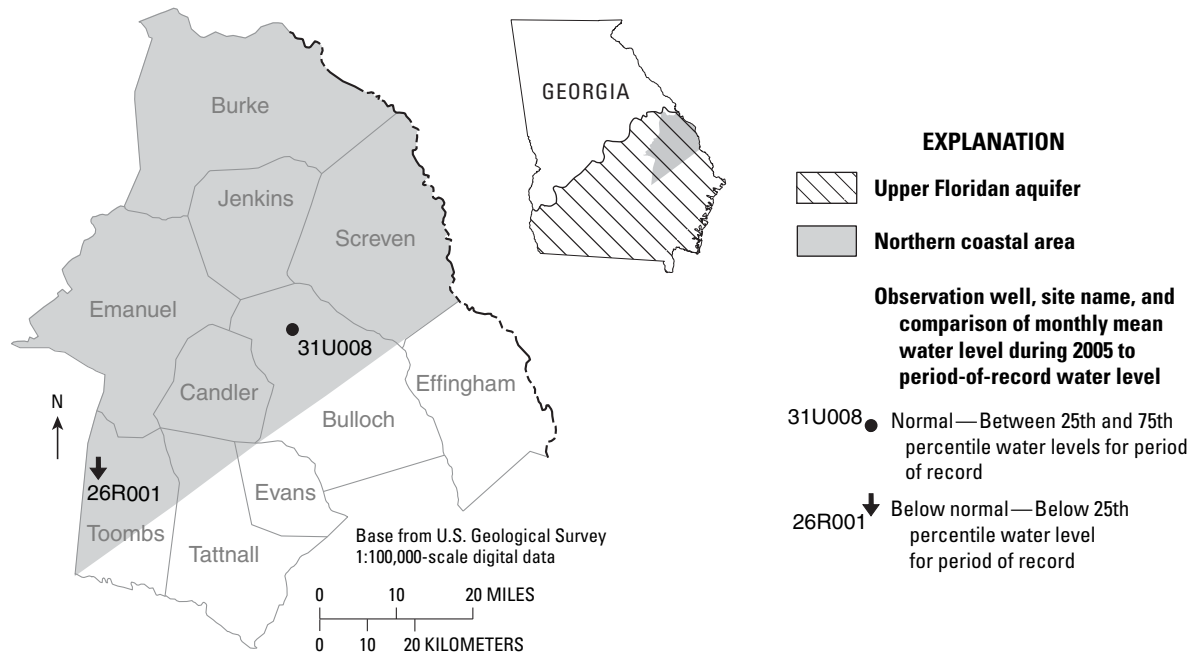 Burke
Jenkins
Screven
Emanuel
31U008
Candler
Effingham
Bulloch
N
26R001
Evans
Toombs
Tattnall
Base from U.S. Geological Survey
1:100,000-scale digital data
0 10 20 MILES
0 10 20 KILOMETERS
GEORGIA
EXPLANATION
Upper Floridan aquifer
Northern coastal area
Observation well, site name, and
comparison of monthly mean
water level during 2005 to
period-of-record water level
31U008 Normal—Between 25th and 75th
percentile water levels for period
of record
26R001 Below normal—Below 25th
percentile water level
for period of record